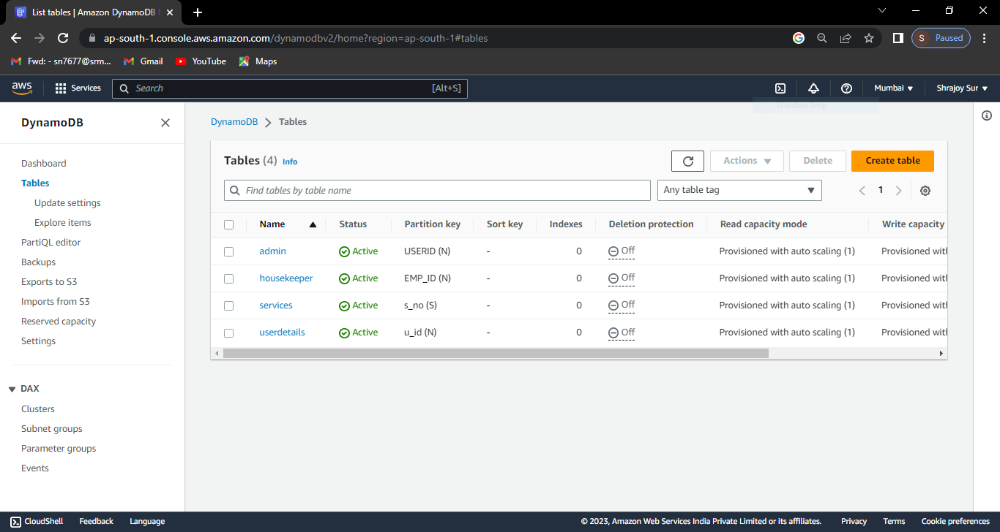 List tables | Amazon DynamoDB
ap-south-1.console.aws.amazon.com/dynamodbv2/home?region=ap-south-1#tables
S Paused
Fwd: - sn7677@srm... Gmail YouTube Maps
aws Services Search [Alt+S] Mumbai Shrajoy Sur
Window Snip
DynamoDB
Dashboard
Tables
Update settings
Explore items
PartiQL editor
Backups
Exports to S3
Imports from S3
Reserved capacity
Settings
DAX
Clusters
Subnet groups
Parameter groups
Events
DynamoDB Tables
Tables (4) Info Actions Delete Create table
Find tables by table name Any table tag 1
Name Status Partition key Sort key Indexes Deletion protection Read capacity mode Write capacity
admin Active USERID (N) - 0 Off Provisioned with auto scaling (1) Provisioned with
housekeeper Active EMP_ID (N) - 0 Off Provisioned with auto scaling (1) Provisioned with
services Active s_no (S) - 0 Off Provisioned with auto scaling (1) Provisioned with
userdetails Active u_id (N) - 0 Off Provisioned with auto scaling (1) Provisioned with
CloudShell Feedback Language © 2023, Amazon Web Services India Private Limited or its affiliates. Privacy Terms Cookie preferences